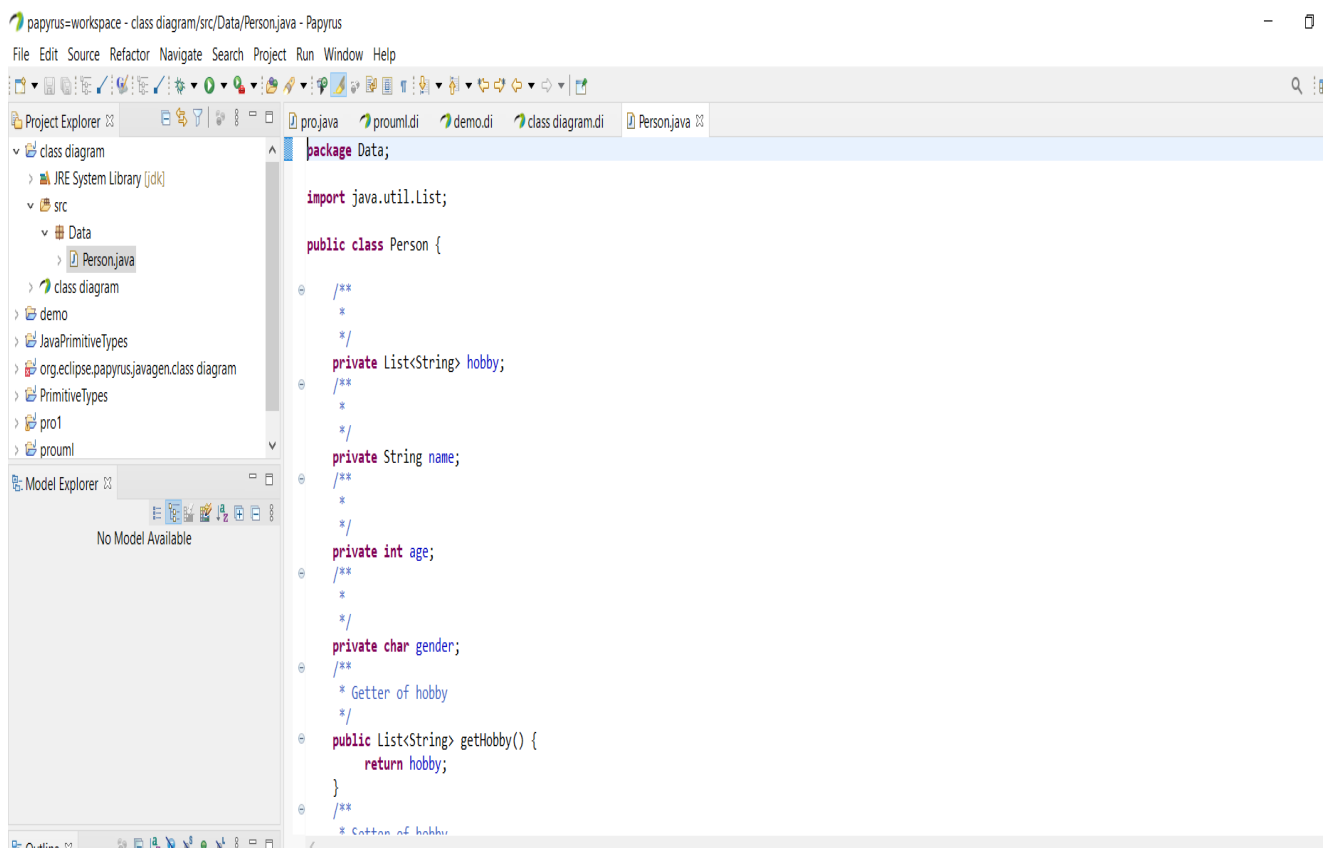 papyrus=workspace - class diagram/src/Data/Person.java - Papyrus
File Edit Source Refactor Navigate Search Project Run Window Help
Project Explorer
class diagram
JRE System Library [jdk]
src
Data
Person.java
class diagram
demo
JavaPrimitiveTypes
org.eclipse.papyrus.javagen.class diagram
PrimitiveTypes
pro1
prouml
Model Explorer
No Model Available
Outline
pro.java prouml.di demo.di class diagram.di Person.java
package Data;
import java.util.List;
public class Person {
/**
*
*/
private List<String> hobby;
/**
*
*/
private String name;
/**
*
*/
private int age;
/**
*
*/
private char gender;
/**
* Getter of hobby
*/
public List<String> getHobby() {
return hobby;
}
/**
* Setter of hobby